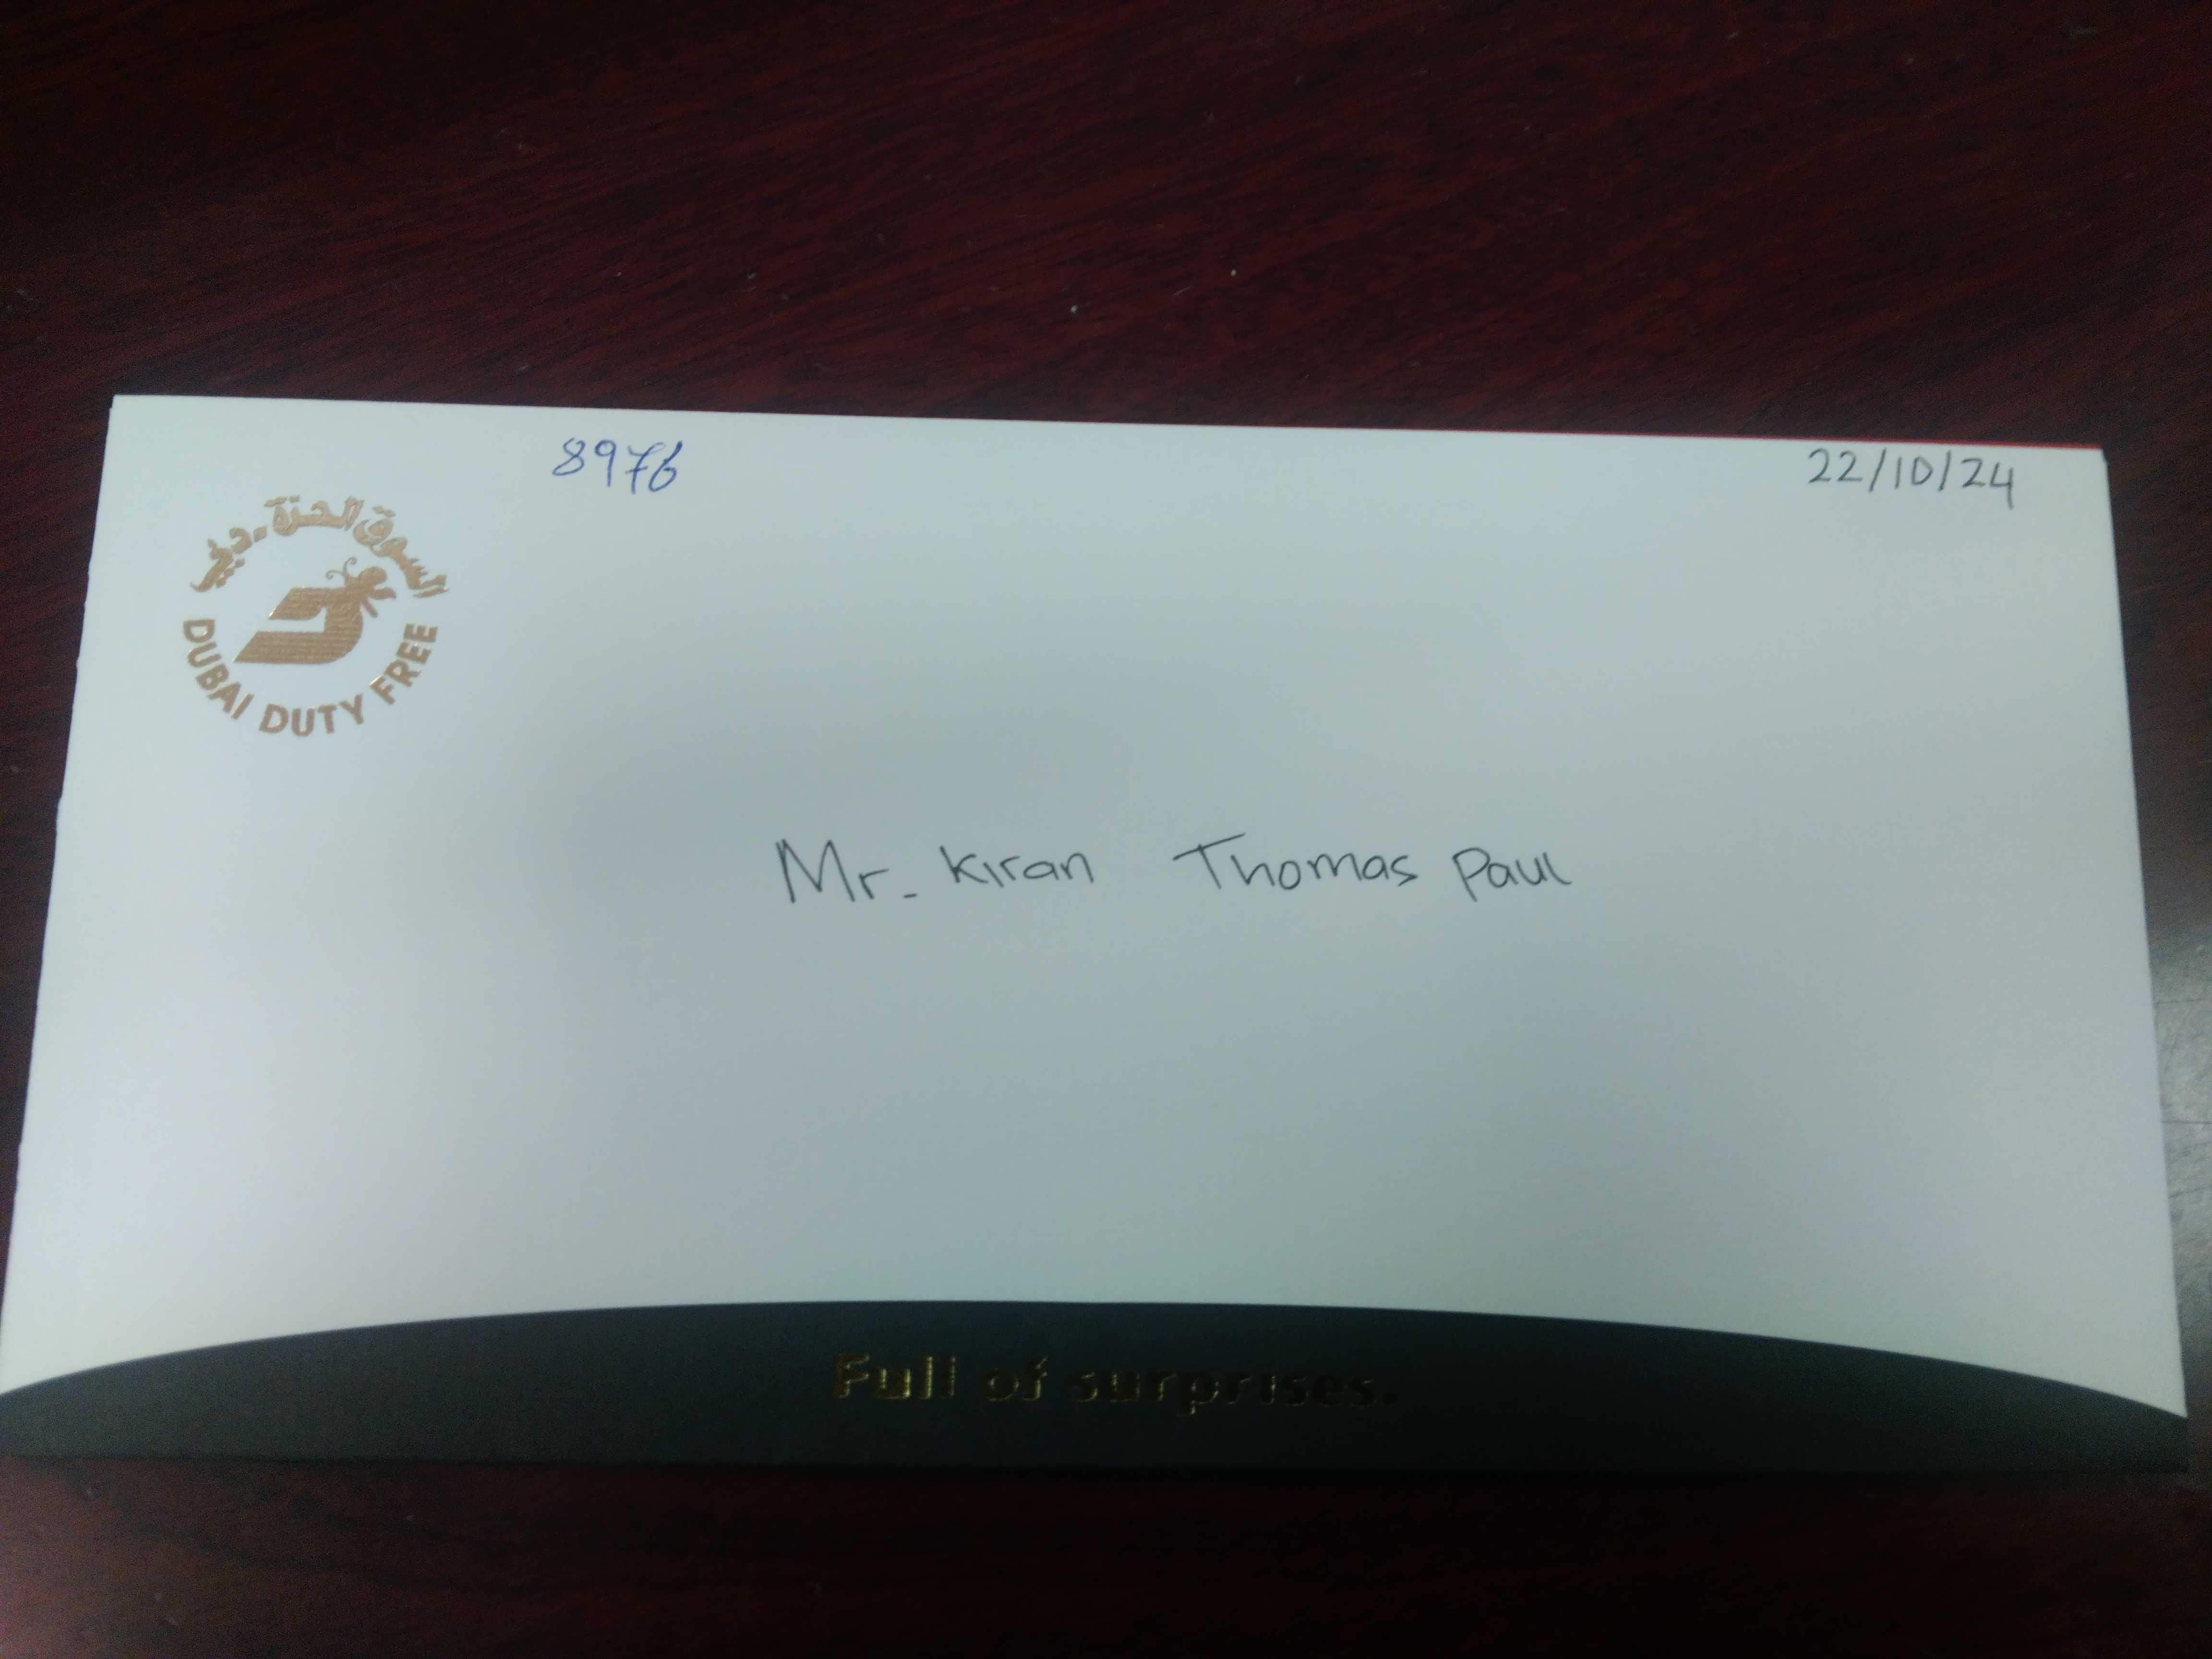 8976
22/10/24
السوق الحرة - دبي
DUBAI DUTY FREE
Mr. Kiran Thomas Paul
Full of surprises.